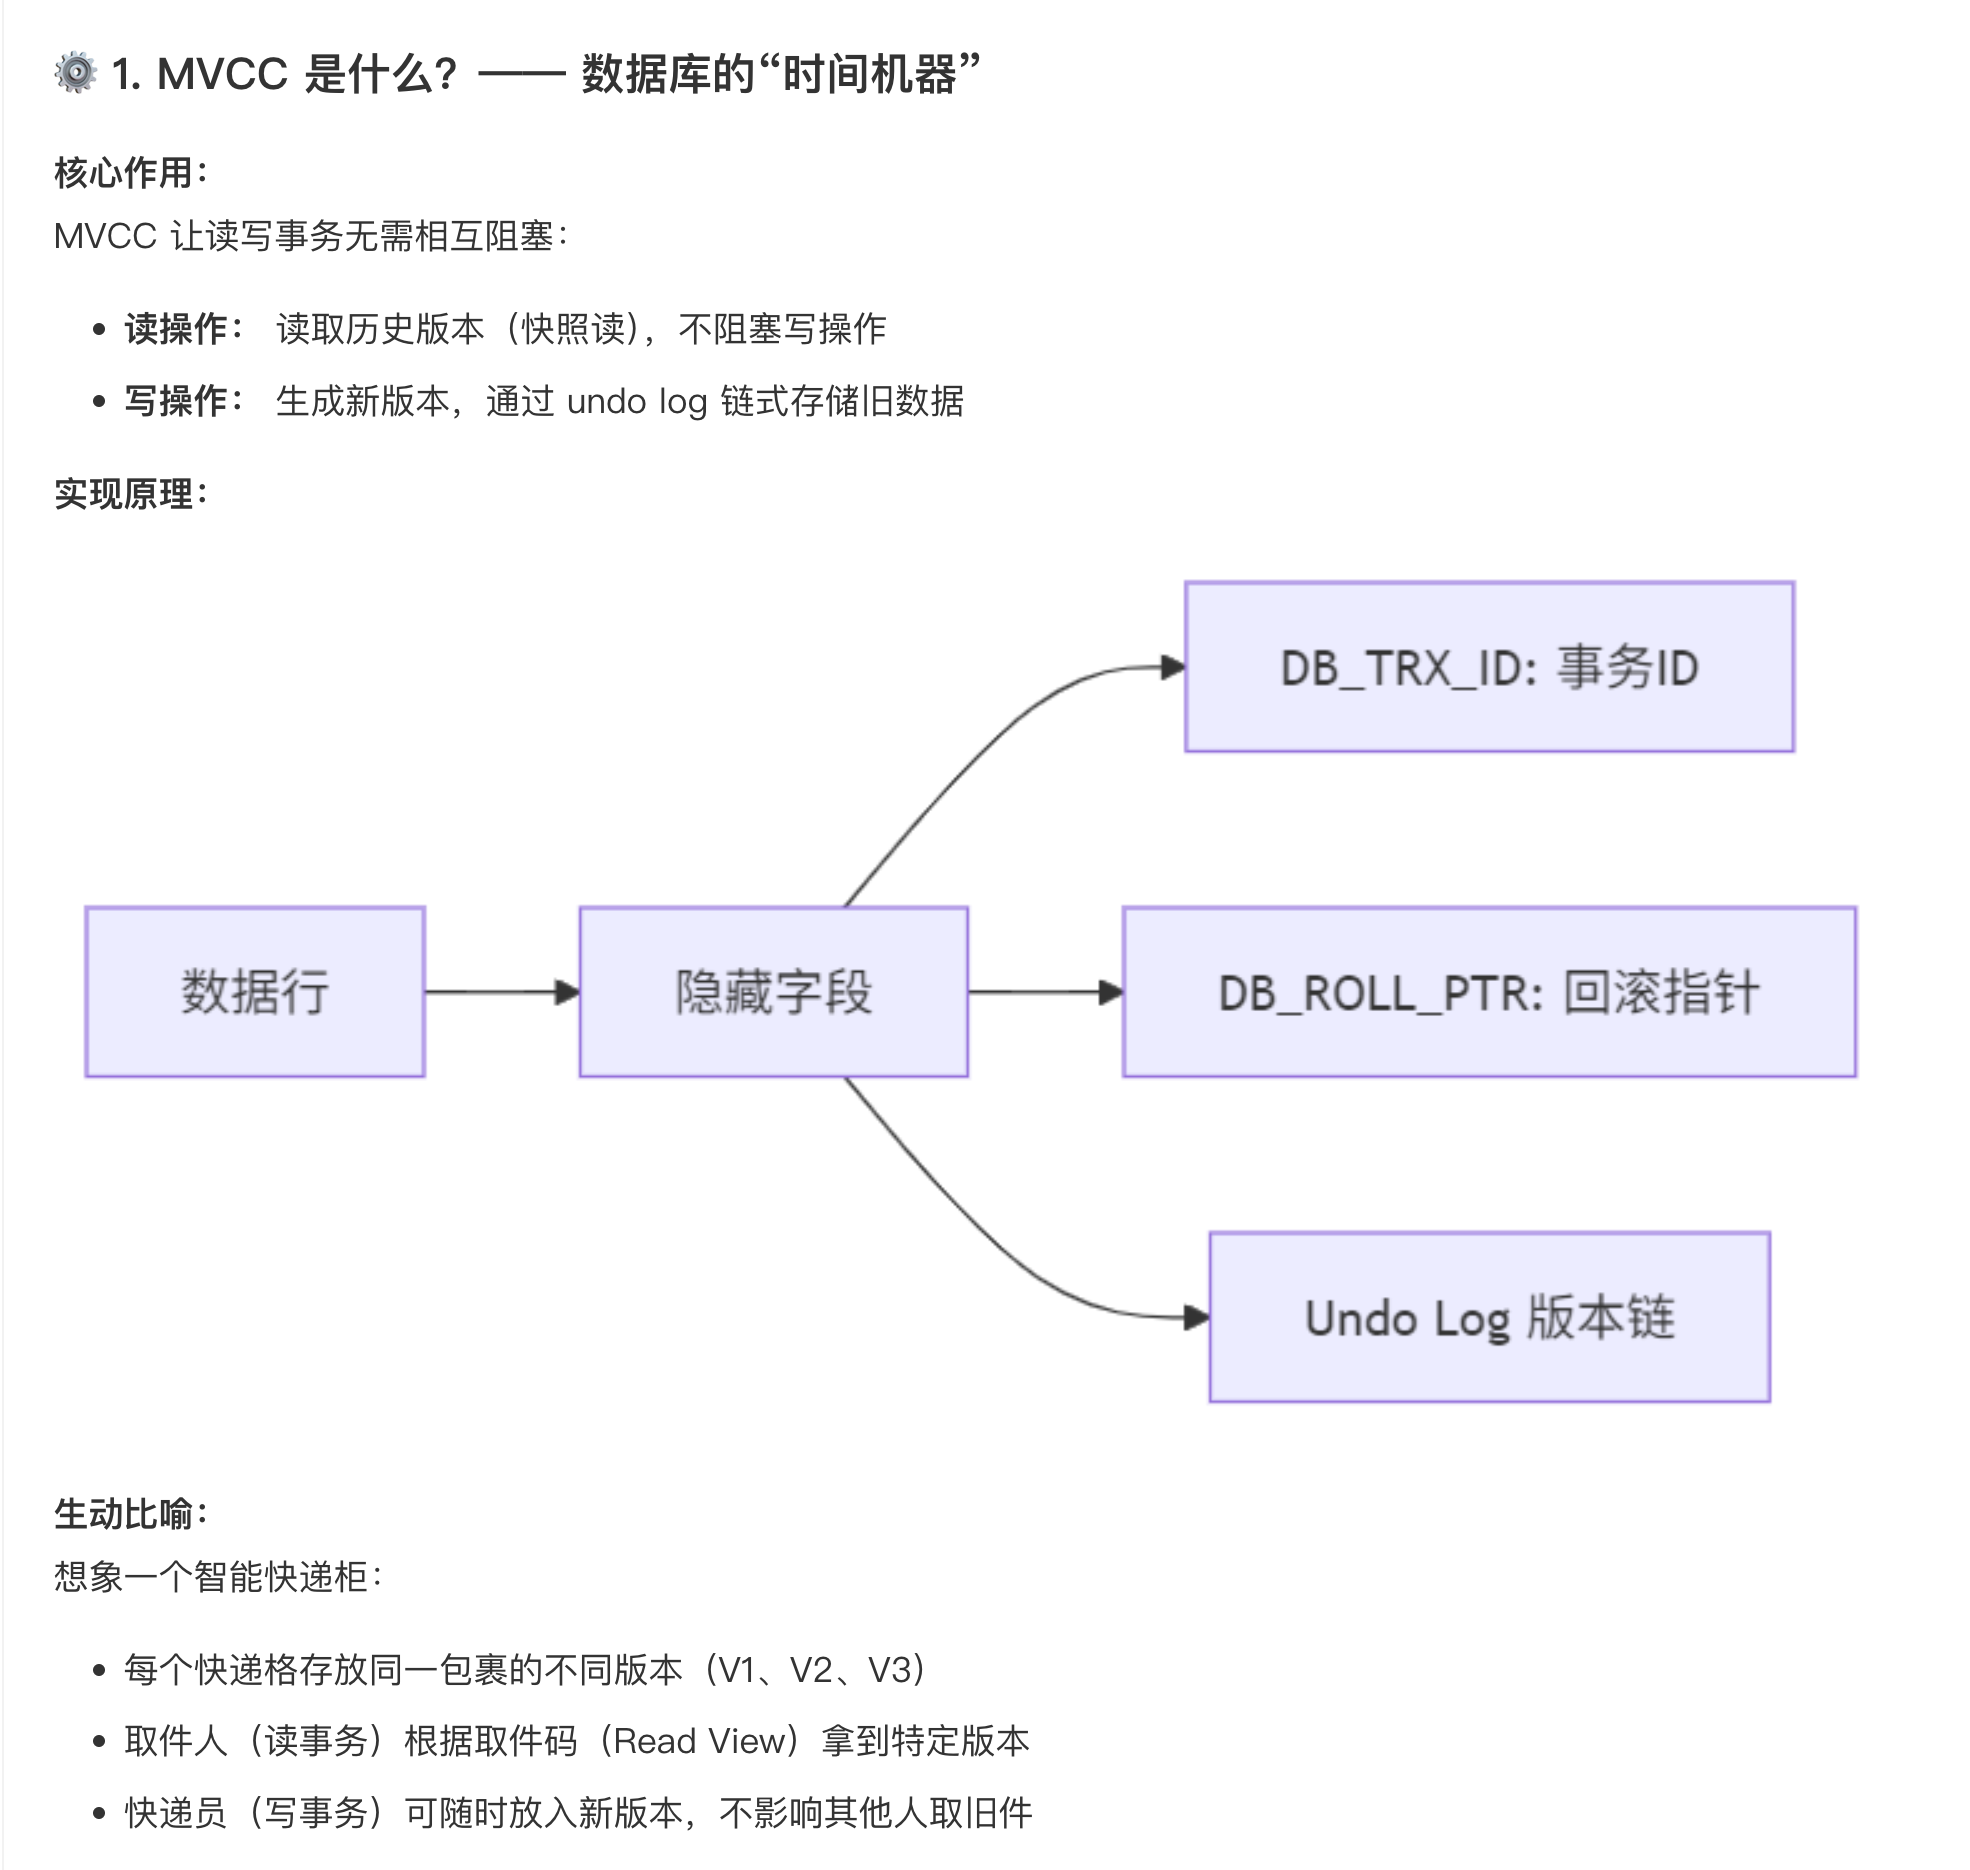 ⚙️ 1. MVCC 是什么？—— 数据库的“时间机器”
核心作用：
MVCC 让读写事务无需相互阻塞：
• 读操作： 读取历史版本（快照读），不阻塞写操作
• 写操作： 生成新版本，通过 undo log 链式存储旧数据
实现原理：
DB_TRX_ID: 事务ID
数据行
隐藏字段
DB_ROLL_PTR: 回滚指针
Undo Log 版本链
生动比喻：
想象一个智能快递柜：
• 每个快递格存放同一包裹的不同版本（V1、V2、V3）
• 取件人（读事务）根据取件码（Read View）拿到特定版本
• 快递员（写事务）可随时放入新版本，不影响其他人取旧件